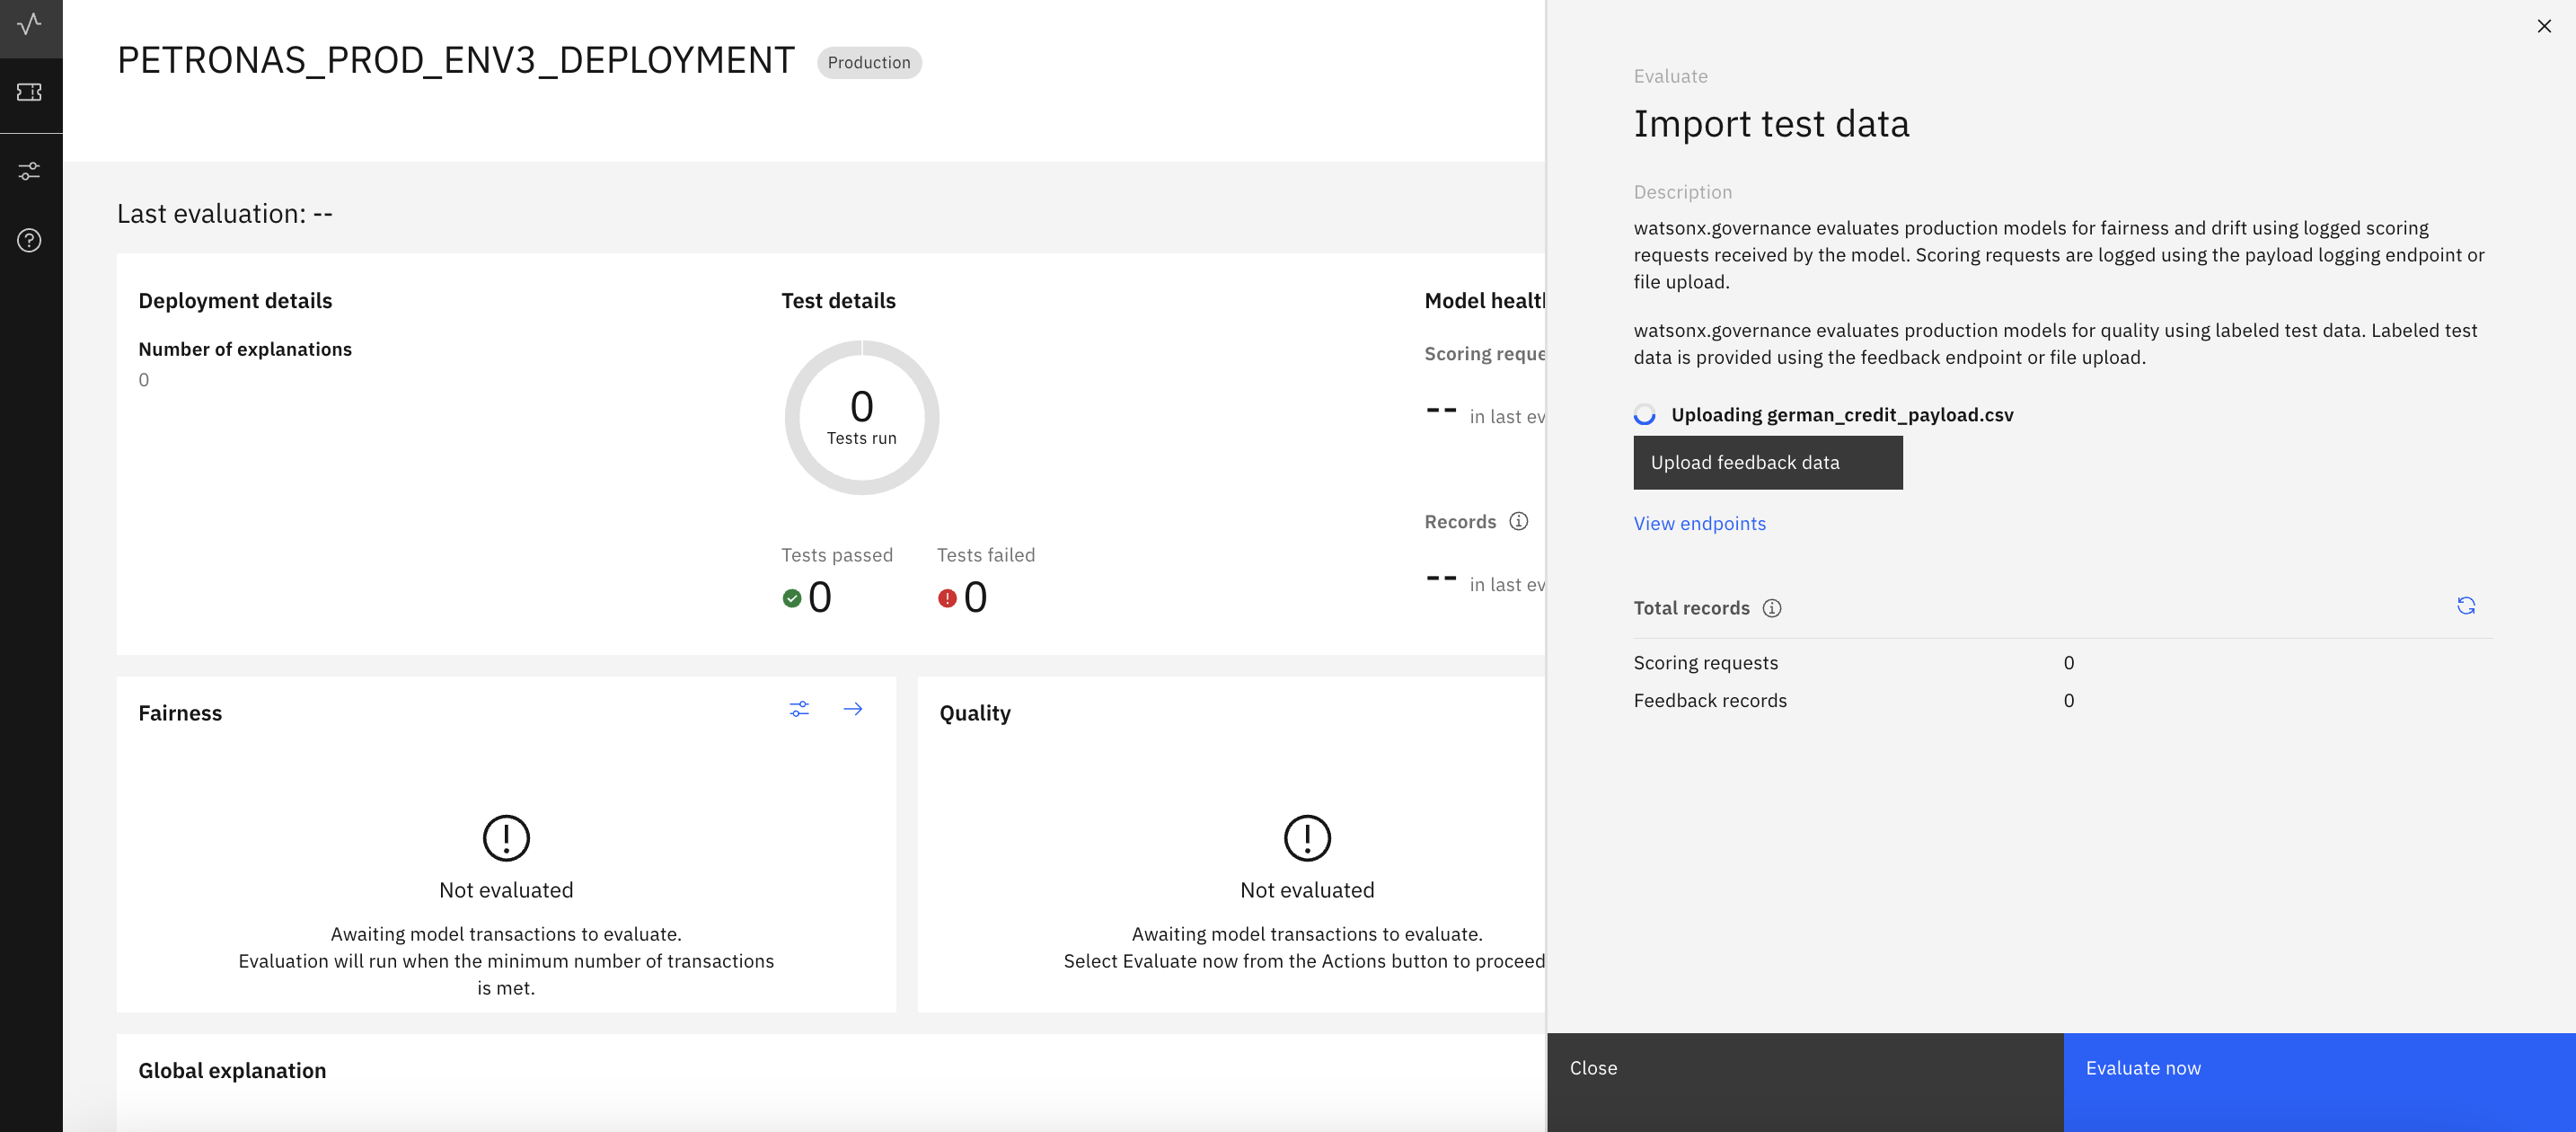 PETRONAS_PROD_ENV3_DEPLOYMENT
Production
Last evaluation: --
Deployment details
Number of explanations
0
Test details
0
Tests run
Tests passed
0
Tests failed
0
Model healt
Scoring reque
-- in last ev
Records
-- in last ev
Fairness
Not evaluated
Awaiting model transactions to evaluate.
Evaluation will run when the minimum number of transactions
is met.
Quality
Not evaluated
Awaiting model transactions to evaluate.
Select Evaluate now from the Actions button to proceed
Global explanation
Evaluate
Import test data
Description
watsonx.governance evaluates production models for fairness and drift using logged scoring
requests received by the model. Scoring requests are logged using the payload logging endpoint or
file upload.
watsonx.governance evaluates production models for quality using labeled test data. Labeled test
data is provided using the feedback endpoint or file upload.
Uploading german_credit_payload.csv
Upload feedback data
View endpoints
Total records
Scoring requests 0
Feedback records 0
Close
Evaluate now